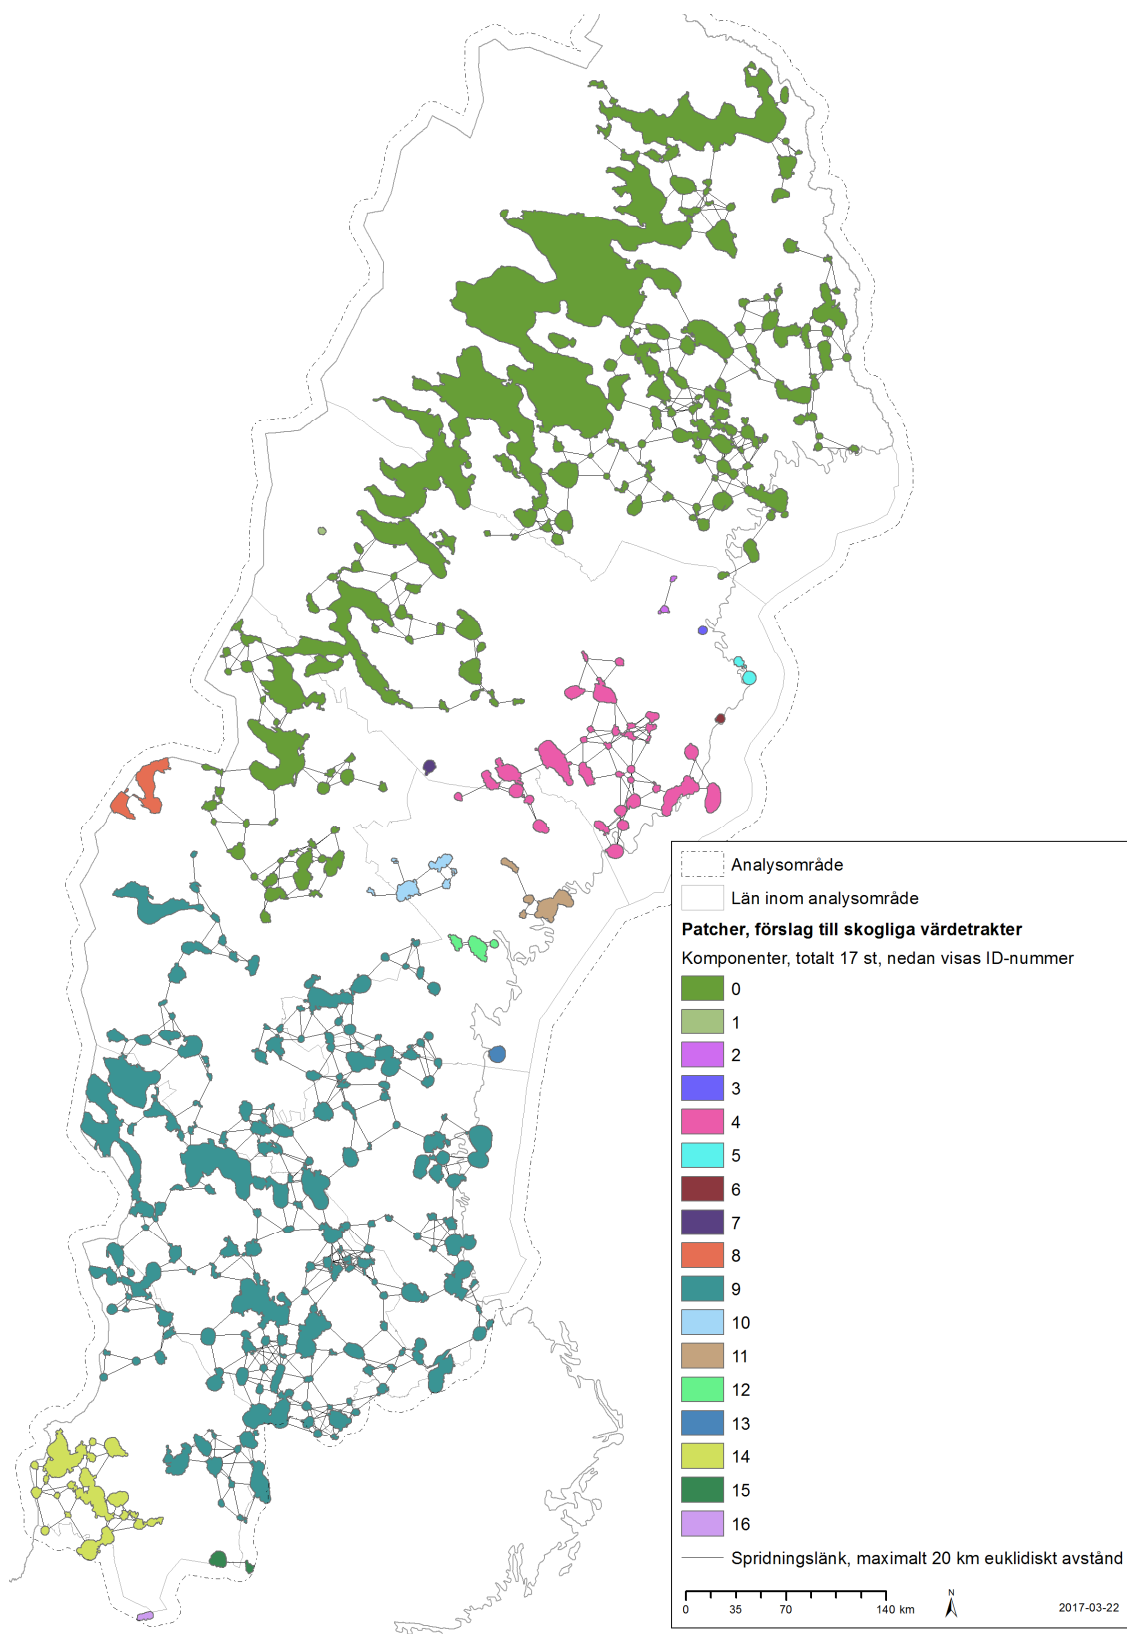 Analysområde
Län inom analysområde
Patcher, förslag till skogliga värdetrakter
Komponenter, totalt 17 st, nedan visas ID-nummer
0
1
2
3
4
5
6
7
8
9
10
11
12
13
14
15
16
Spridningslänk, maximalt 20 km euklidiskt avstånd
0 35 70 140 km
N
2017-03-22